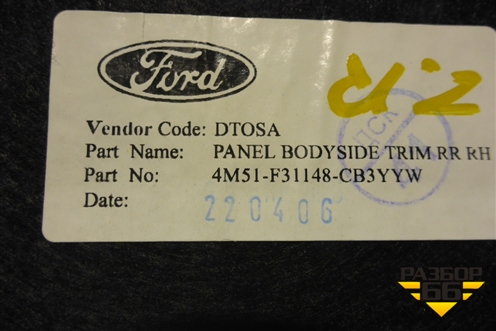 Ford
Vendor Code: DTOSA
Part Name: PANEL BODYSIDE TRIM RR RH
Part No: 4M51-F31148-CB3YYW
Date: 220406
РАЗБОР
66